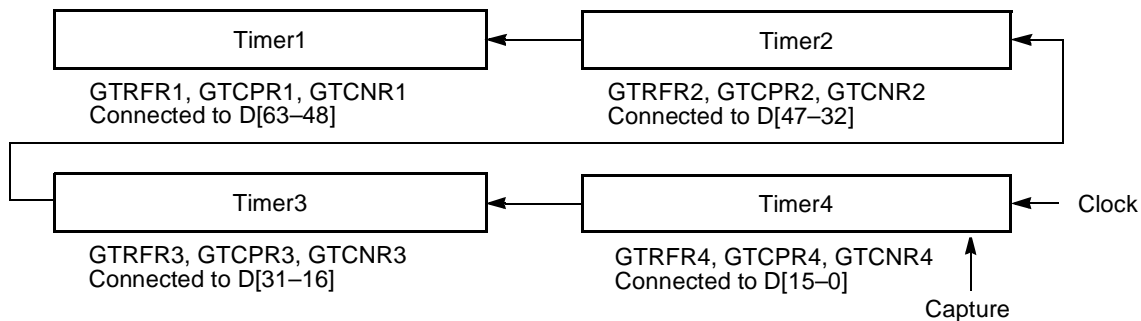 Timer1
Timer2
GTRFR1, GTCPR1, GTCNR1
Connected to D[63–48]
GTRFR2, GTCPR2, GTCNR2
Connected to D[47–32]
Timer3
Timer4
Clock
GTRFR3, GTCPR3, GTCNR3
Connected to D[31–16]
GTRFR4, GTCPR4, GTCNR4
Connected to D[15–0]
Capture